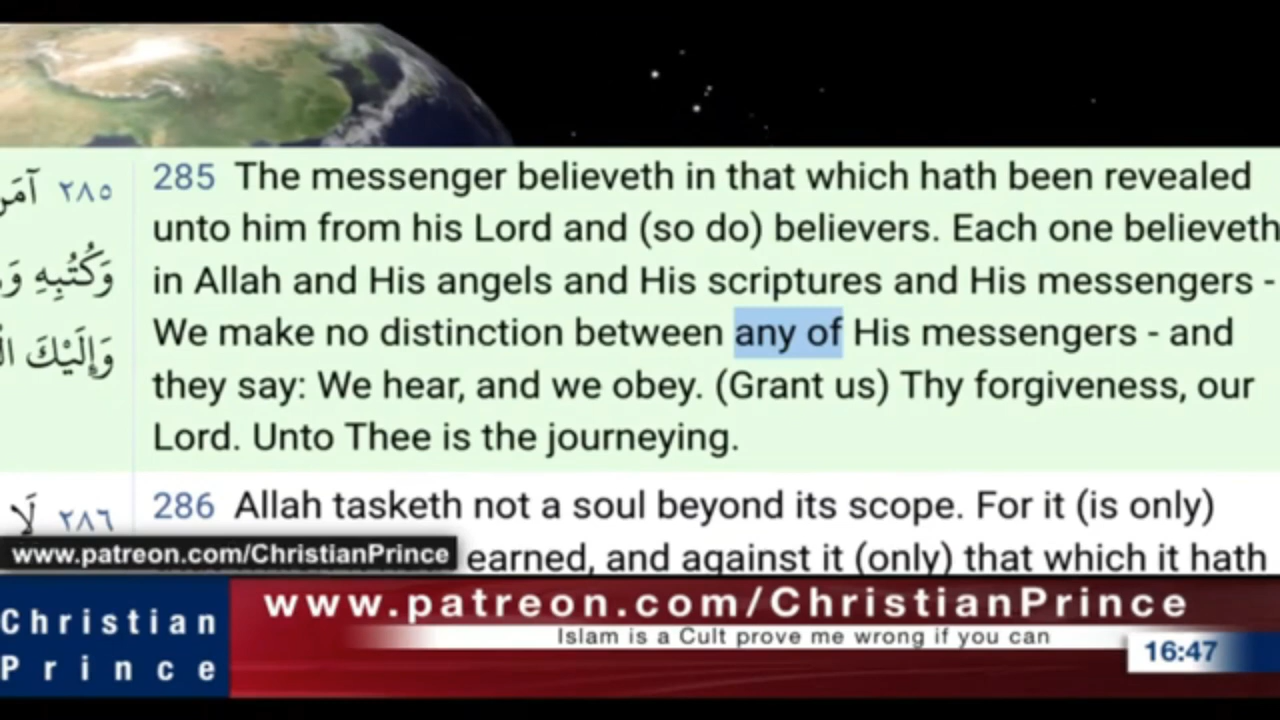 285 The messenger believeth in that which hath been revealed
unto him from his Lord and (so do) believers. Each one believeth
in Allah and His angels and His scriptures and His messengers -
We make no distinction between any of His messengers - and
they say: We hear, and we obey. (Grant us) Thy forgiveness, our
Lord. Unto Thee is the journeying.
٢٨٥
وَكُتُبِهِ
وَإِلَيْكَ
286 Allah tasketh not a soul beyond its scope. For it (is only)
earned, and against it (only) that which it hath
٢٨٦ لَا
www.patreon.com/ChristianPrince
Christian
Prince
www.patreon.com/ChristianPrince
Islam is a Cult prove me wrong if you can
16:47